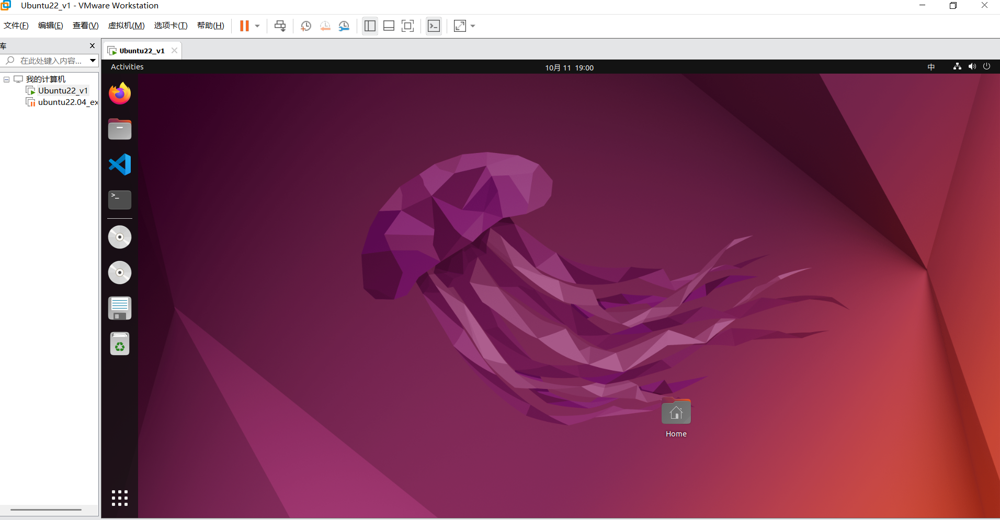 Ubuntu22_v1 - VMware Workstation
文件(F) 编辑(E) 查看(V) 虚拟机(M) 选项卡(T) 帮助(H)
库
在此处键入内容...
我的计算机
Ubuntu22_v1
ubuntu22.04_ex
Ubuntu22_v1
Activities
10月 11 19:00
中
>_
Home